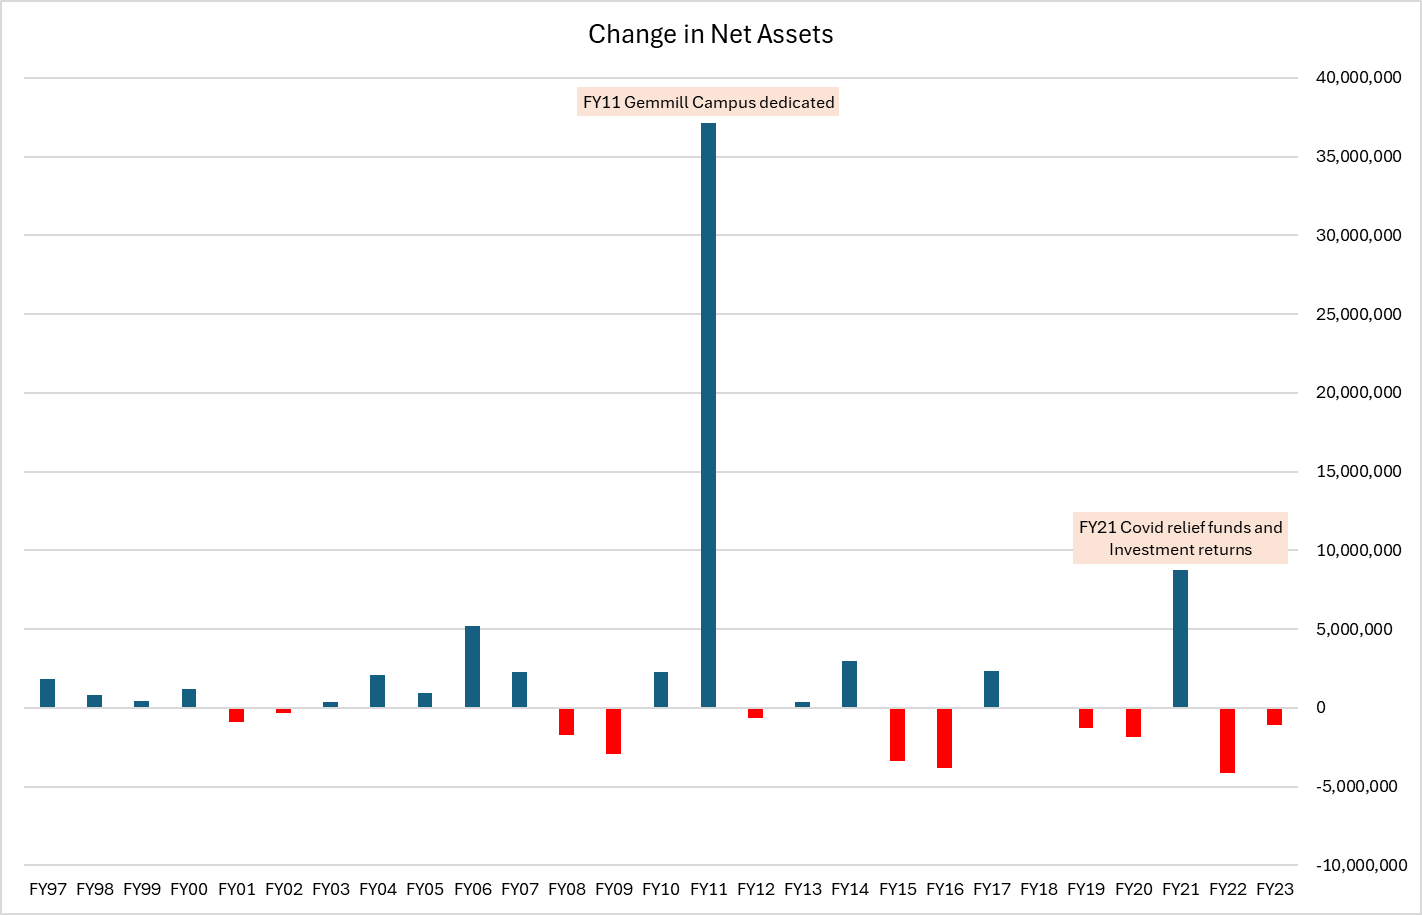 Change in Net Assets
40,000,000
FY11 Gemmill Campus dedicated
35,000,000
30,000,000
25,000,000
20,000,000
15,000,000
FY21 Covid relief funds and
Investment returns
10,000,000
5,000,000
0
-5,000,000
-10,000,000
FY97 FY98 FY99 FY00 FY01 FY02 FY03 FY04 FY05 FY06 FY07 FY08 FY09 FY10 FY11 FY12 FY13 FY14 FY15 FY16 FY17 FY18 FY19 FY20 FY21 FY22 FY23